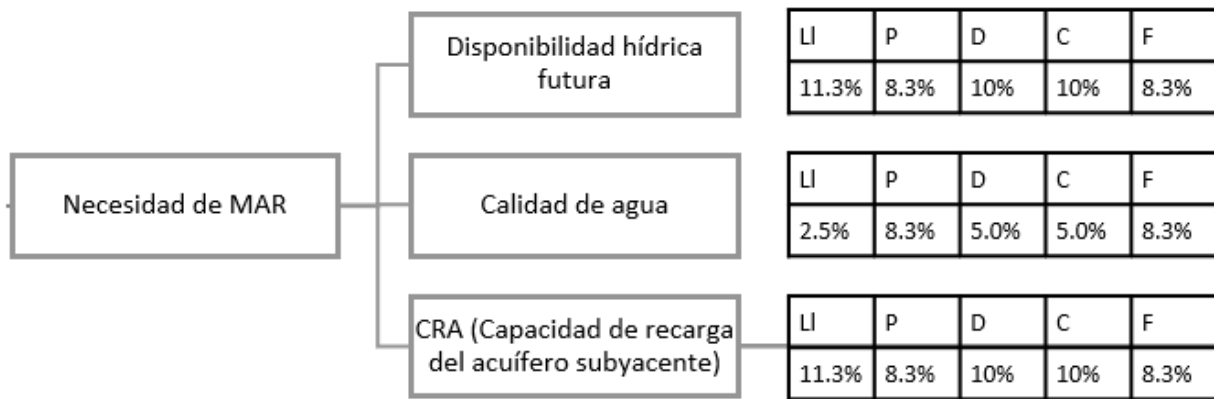 Disponibilidad hídrica
futura
Ll P D C F
11.3% 8.3% 10% 10% 8.3%
Necesidad de MAR
Calidad de agua
Ll P D C F
2.5% 8.3% 5.0% 5.0% 8.3%
CRA (Capacidad de recarga
del acuífero subyacente)
Ll P D C F
11.3% 8.3% 10% 10% 8.3%